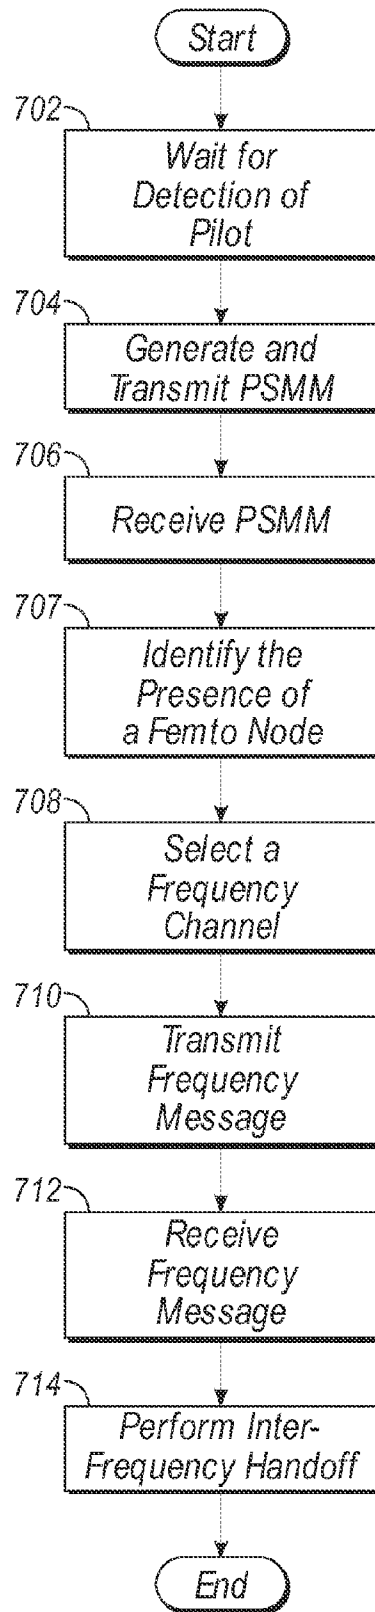 Start
702
Wait for
Detection of
Pilot
704
Generate and
Transmit PSMM
706
Receive PSMM
707
Identify the
Presence of
a Femto Node
708
Select a
Frequency
Channel
710
Transmit
Frequency
Message
712
Receive
Frequency
Message
714
Perform Inter-
Frequency Handoff
End